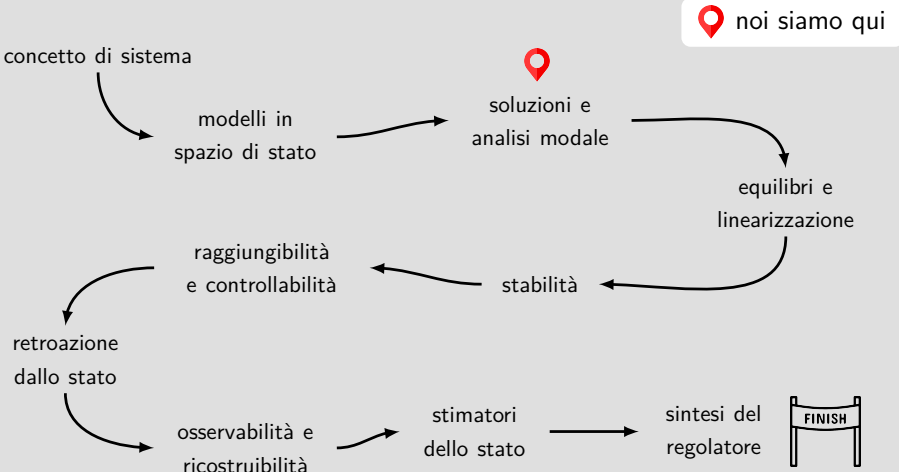 noi siamo qui
concetto di sistema
modelli in
spazio di stato
soluzioni e
analisi modale
equilibri e
linearizzazione
stabilità
raggiungibilità
e controllabilità
retroazione
dallo stato
osservabilità e
ricostruibilità
stimatori
dello stato
sintesi del
regolatore
FINISH